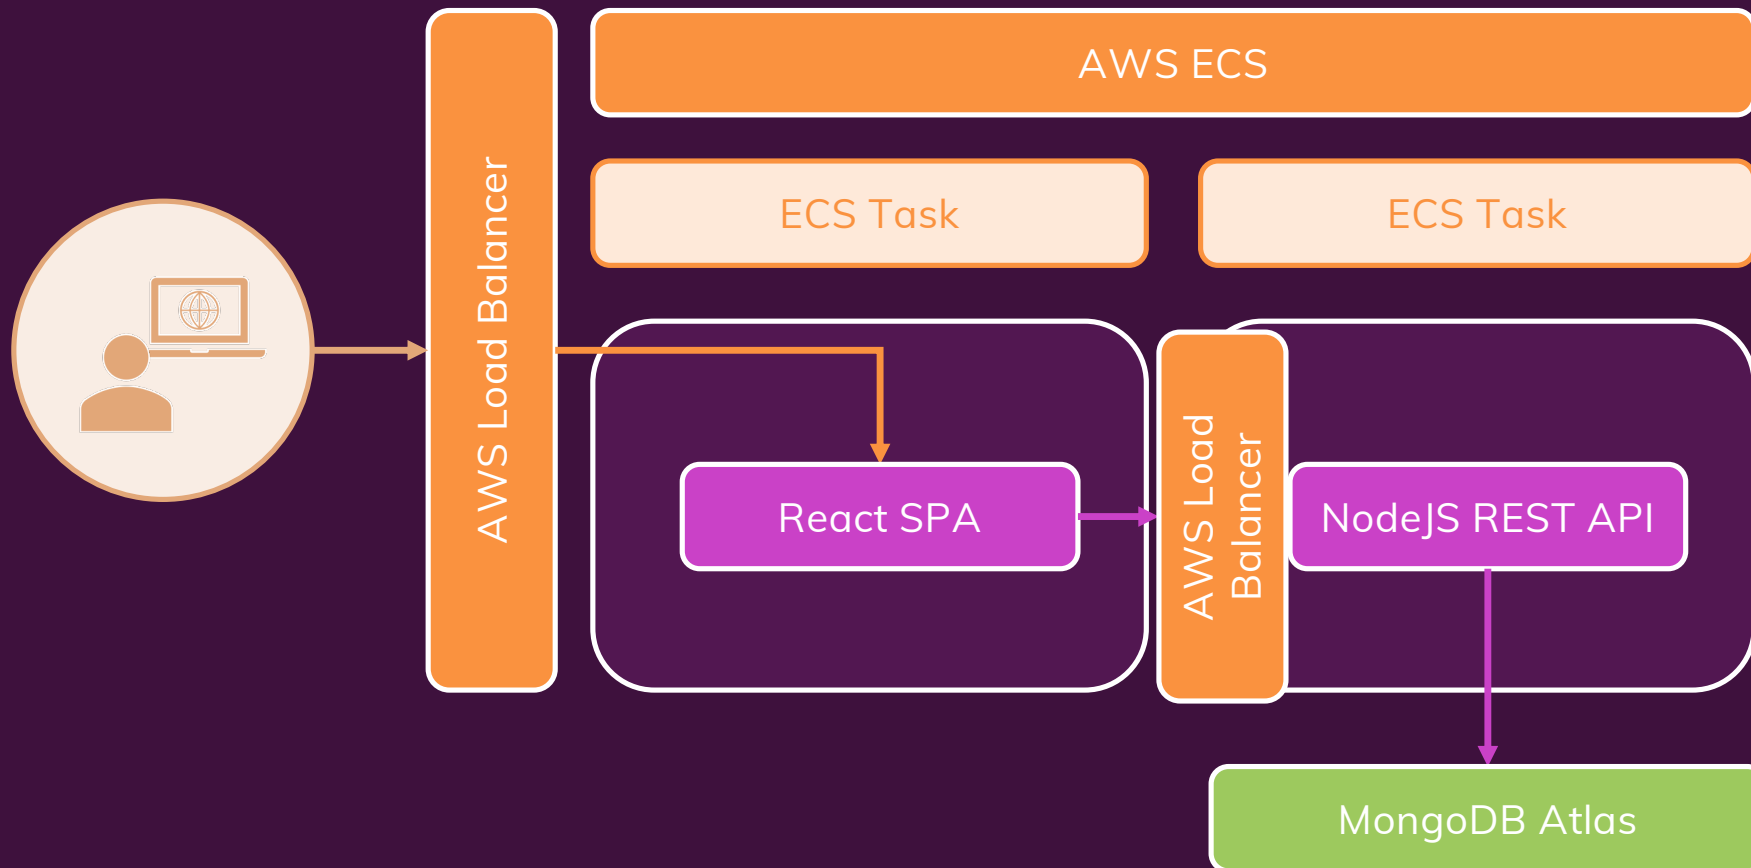 AWS ECS
AWS Load Balancer
ECS Task
ECS Task
React SPA
AWS Load
Balancer
NodeJS REST API
MongoDB Atlas